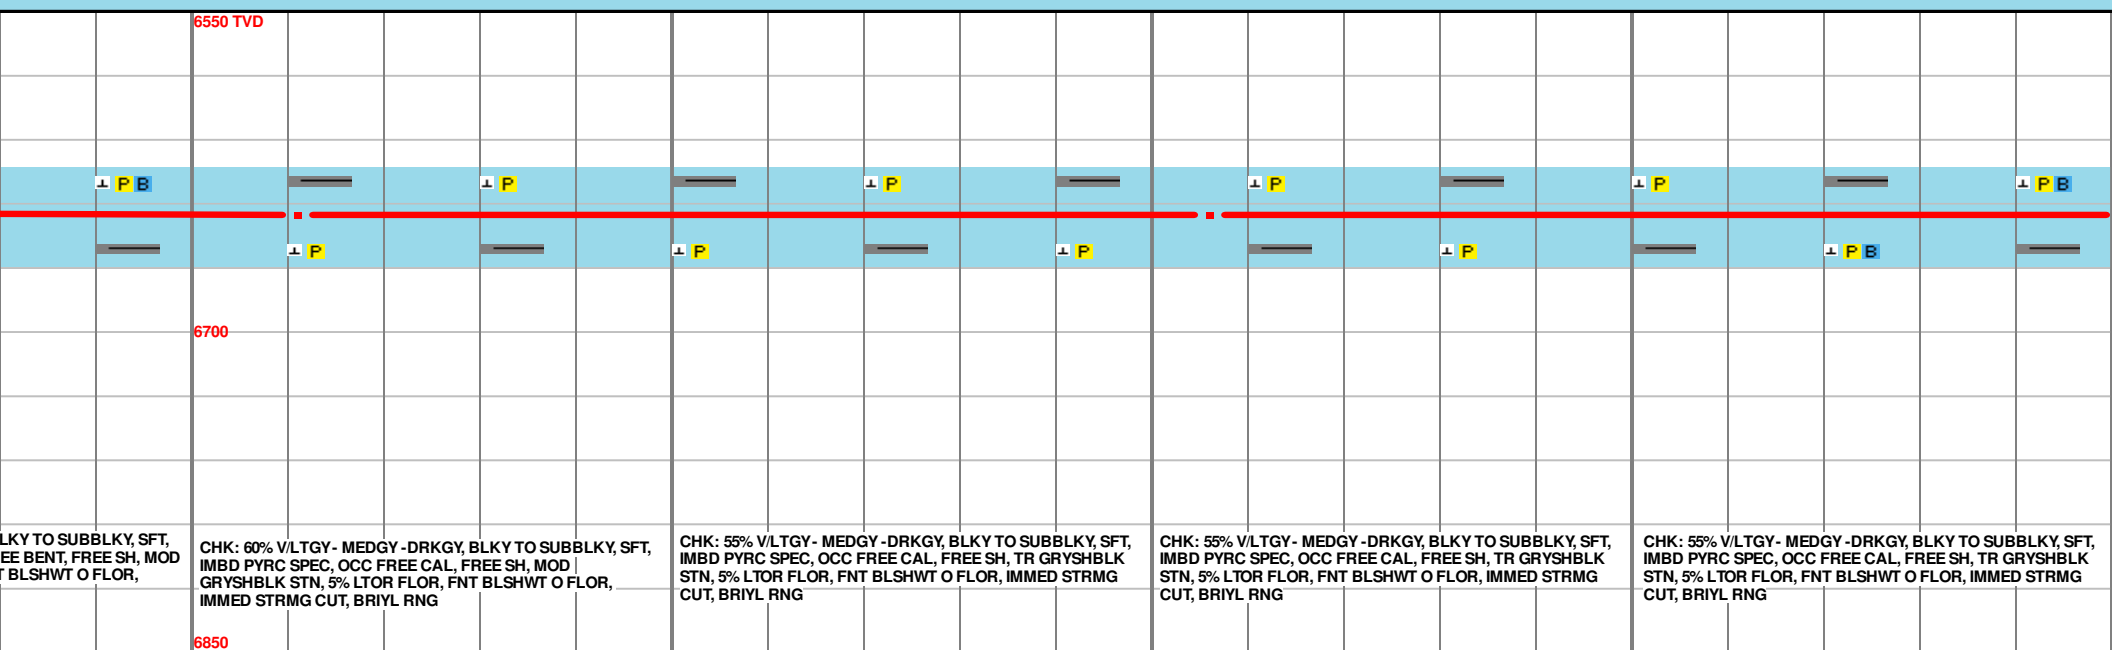 6550 TVD
⊥ P B
⊥ P
⊥ P
⊥ P
⊥ P
⊥ P B
⊥ P
⊥ P
⊥ P
⊥ P
⊥ P B
6700
LKY TO SUBBLKY, SFT,
EE BENT, FREE SH, MOD
T BLSHWT O FLOR,
CHK: 60% V/LTGY- MEDGY -DRKGY, BLKY TO SUBBLKY, SFT,
IMBD PYRC SPEC, OCC FREE CAL, FREE SH, MOD
GRYSHBLK STN, 5% LTOR FLOR, FNT BLSHWT O FLOR,
IMMED STRMG CUT, BRIYL RNG
CHK: 55% V/LTGY- MEDGY -DRKGY, BLKY TO SUBBLKY, SFT,
IMBD PYRC SPEC, OCC FREE CAL, FREE SH, TR GRYSHBLK
STN, 5% LTOR FLOR, FNT BLSHWT O FLOR, IMMED STRMG
CUT, BRIYL RNG
CHK: 55% V/LTGY- MEDGY -DRKGY, BLKY TO SUBBLKY, SFT,
IMBD PYRC SPEC, OCC FREE CAL, FREE SH, TR GRYSHBLK
STN, 5% LTOR FLOR, FNT BLSHWT O FLOR, IMMED STRMG
CUT, BRIYL RNG
CHK: 55% V/LTGY- MEDGY -DRKGY, BLKY TO SUBBLKY, SFT,
IMBD PYRC SPEC, OCC FREE CAL, FREE SH, TR GRYSHBLK
STN, 5% LTOR FLOR, FNT BLSHWT O FLOR, IMMED STRMG
CUT, BRIYL RNG
6850